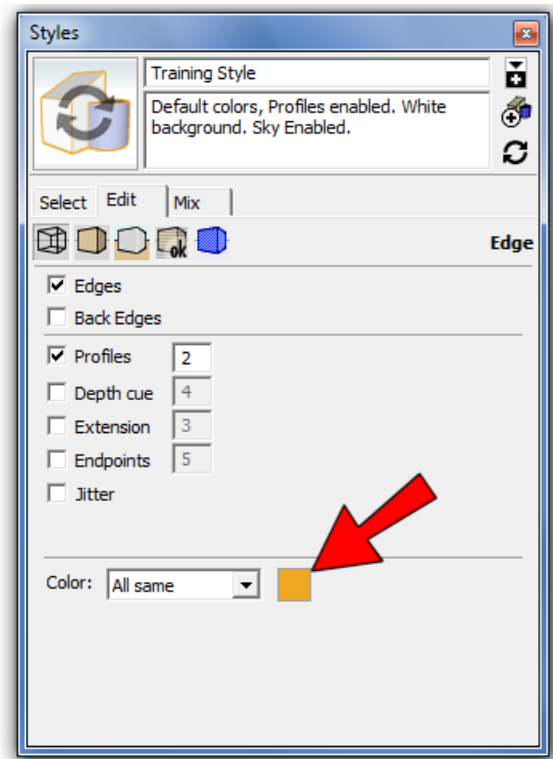 Styles
Training Style
Default colors, Profiles enabled. White
background. Sky Enabled.
Select Edit Mix
ok
Edge
Edges
Back Edges
Profiles 2
Depth cue 4
Extension 3
Endpoints 5
Jitter
Color: All same